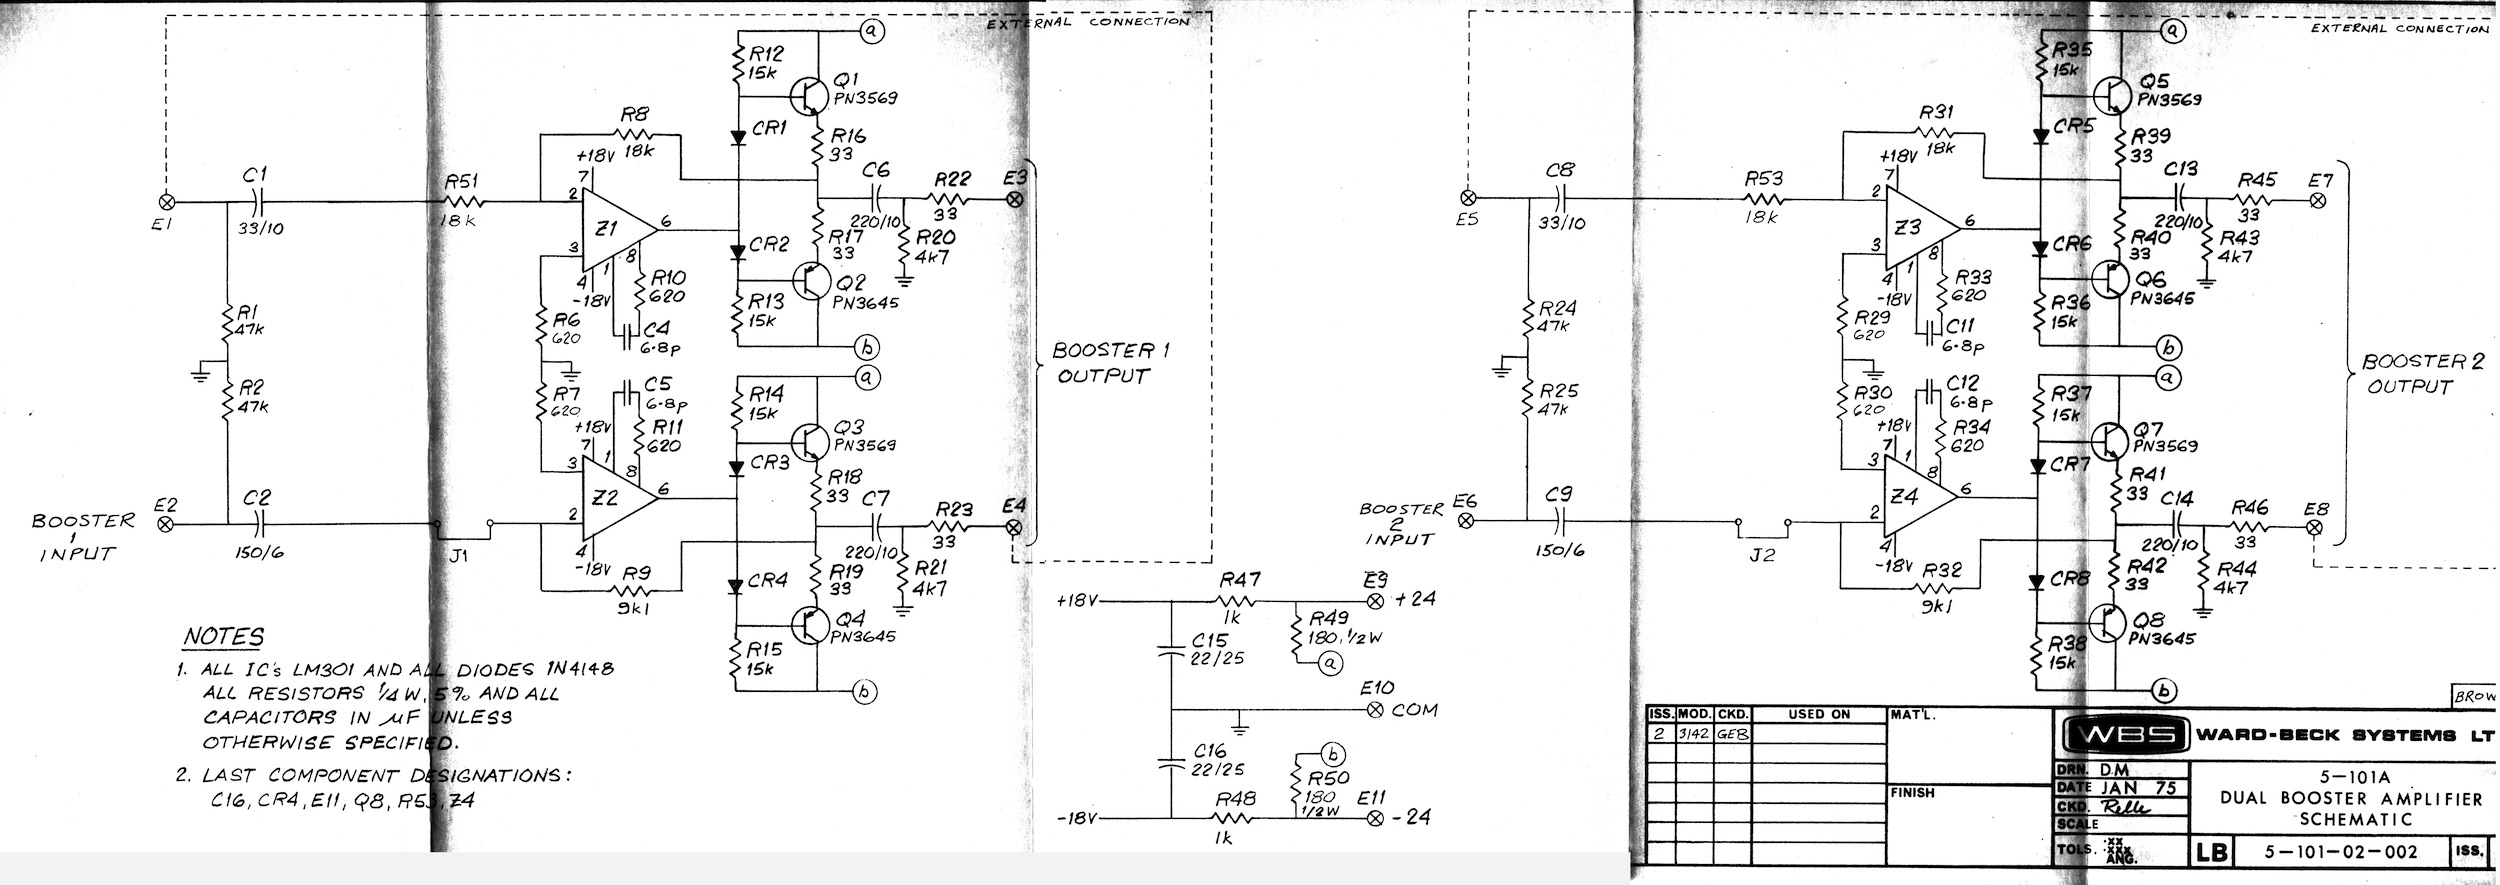 EXTERNAL CONNECTION
E1
C1
33/10
R51
18k
R8
18k
+18V
7
2
3
Z1
6
4
1
8
-18V
R10
620
C4
6.8p
R12
15k
CR1
CR2
R13
15k
a
Q1
PN3569
R16
33
R17
33
Q2
PN3645
b
C6
220/10
R22
33
R20
4k7
E3
R1
47k
R2
47k
R6
620
R7
620
C5
6.8p
R11
620
+18V
7
1
8
3
2
Z2
6
4
-18V
R9
9k1
a
R14
15k
CR3
CR4
R15
15k
Q3
PN3569
R18
33
R19
33
Q4
PN3645
b
C7
220/10
R23
33
R21
4k7
E4
BOOSTER 1
OUTPUT
BOOSTER
1
INPUT
E2
C2
150/6
J1
NOTES
1. ALL IC's LM301 AND ALL DIODES 1N4148
ALL RESISTORS 1/4 W, 5% AND ALL
CAPACITORS IN µF UNLESS
OTHERWISE SPECIFIED.
2. LAST COMPONENT DESIGNATIONS:
C16, CR4, E11, Q8, R53, Z4
+18V
R47
1k
E9
+24
R49
180, 1/2W
a
C15
22/25
E10
COM
C16
22/25
b
R50
180
1/2W
-18V
R48
1k
E11
-24
EXTERNAL CONNECTION
E5
C8
33/10
R53
18k
R31
18k
+18V
7
2
3
Z3
6
4
1
8
-18V
R33
620
C11
6.8p
R35
15k
CR5
CR6
R36
15k
a
Q5
PN3569
R39
33
R40
33
Q6
PN3645
b
C13
220/10
R45
33
R43
4k7
E7
R24
47k
R25
47k
R29
620
R30
620
C12
6.8p
R34
620
+18V
7
1
8
3
2
Z4
6
4
-18V
R32
9k1
a
R37
15k
CR7
CR8
R38
15k
Q7
PN3569
R41
33
R42
33
Q8
PN3645
b
C14
220/10
R46
33
R44
4k7
E8
BOOSTER 2
OUTPUT
BOOSTER
2
INPUT
E6
C9
150/6
J2
BROW
ISS. MOD. CKD. USED ON MAT'L.
2 3142 GEB
FINISH
WBS WARD-BECK SYSTEMS LT
DRN. DM
DATE JAN 75
CKD.
SCALE
TOLS. .XX
.XXX
ANG.
5-101A
DUAL BOOSTER AMPLIFIER
SCHEMATIC
LB 5-101-02-002 ISS.